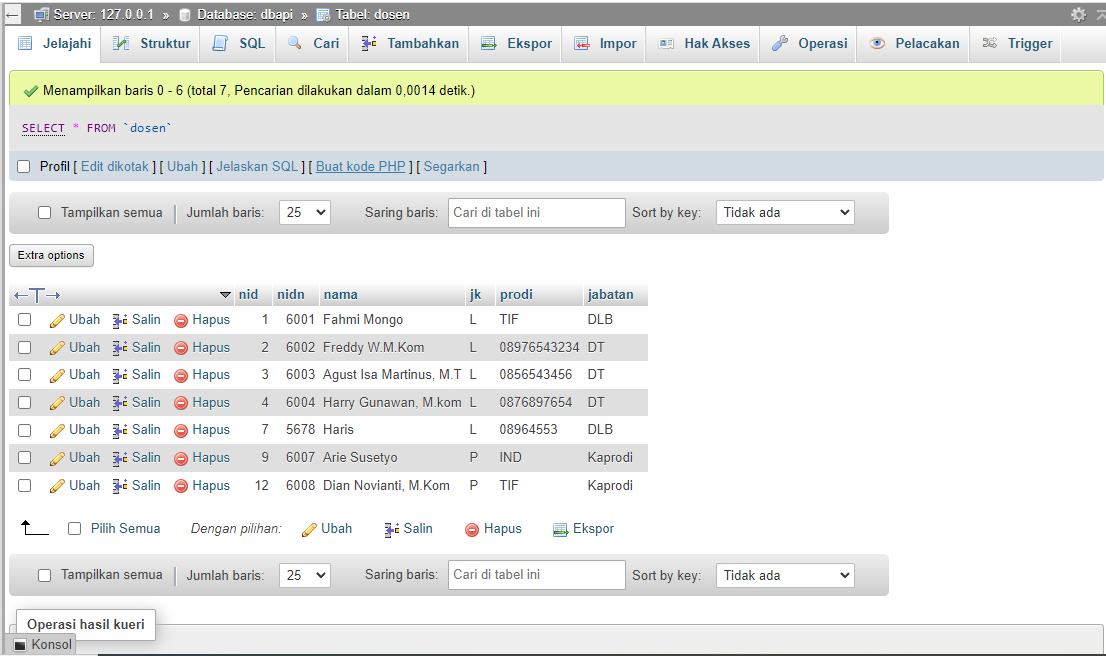 Server: 127.0.0.1 » Database: dbapi » Tabel: dosen
Jelajahi Struktur SQL Cari Tambahkan Ekspor Impor Hak Akses Operasi Pelacakan Trigger
Menampilkan baris 0 - 6 (total 7, Pencarian dilakukan dalam 0,0014 detik.)
SELECT * FROM `dosen`
Profil [ Edit dikotak ] [ Ubah ] [ Jelaskan SQL ] [ Buat kode PHP ] [ Segarkan ]
Tampilkan semua | Jumlah baris: 25 Saring baris: Cari di tabel ini Sort by key: Tidak ada
Extra options
←T→ nid nidn nama jk prodi jabatan
Ubah Salin Hapus 1 6001 Fahmi Mongo L TIF DLB
Ubah Salin Hapus 2 6002 Freddy W.M.Kom L 08976543234 DT
Ubah Salin Hapus 3 6003 Agust Isa Martinus, M.T L 0856543456 DT
Ubah Salin Hapus 4 6004 Harry Gunawan, M.kom L 0876897654 DT
Ubah Salin Hapus 7 5678 Haris L 08964553 DLB
Ubah Salin Hapus 9 6007 Arie Susetyo P IND Kaprodi
Ubah Salin Hapus 12 6008 Dian Novianti, M.Kom P TIF Kaprodi
Pilih Semua Dengan pilihan: Ubah Salin Hapus Ekspor
Tampilkan semua | Jumlah baris: 25 Saring baris: Cari di tabel ini Sort by key: Tidak ada
Operasi hasil kueri
Konsol